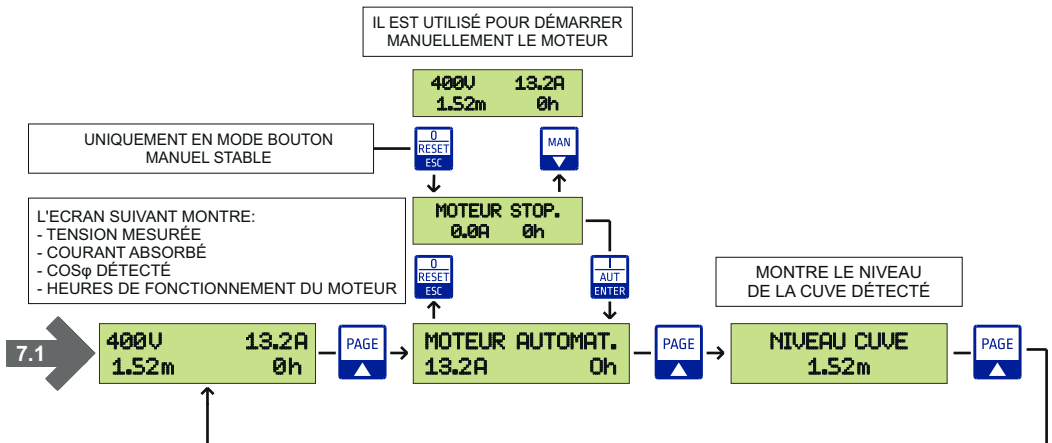 IL EST UTILISÉ POUR DÉMARRER
MANUELLEMENT LE MOTEUR
400V 13.2A
1.52m 0h
UNIQUEMENT EN MODE BOUTON
MANUEL STABLE
0
RESET
ESC
MAN
L'ECRAN SUIVANT MONTRE:
- TENSION MESURÉE
- COURANT ABSORBÉ
- COSφ DÉTECTÉ
- HEURES DE FONCTIONNEMENT DU MOTEUR
MOTEUR STOP.
0.0A 0h
0
RESET
ESC
I
AUT
ENTER
MONTRE LE NIVEAU
DE LA CUVE DÉTECTÉ
7.1
400V 13.2A
1.52m 0h
PAGE
MOTEUR AUTOMAT.
13.2A 0h
PAGE
NIVEAU CUVE
1.52m
PAGE